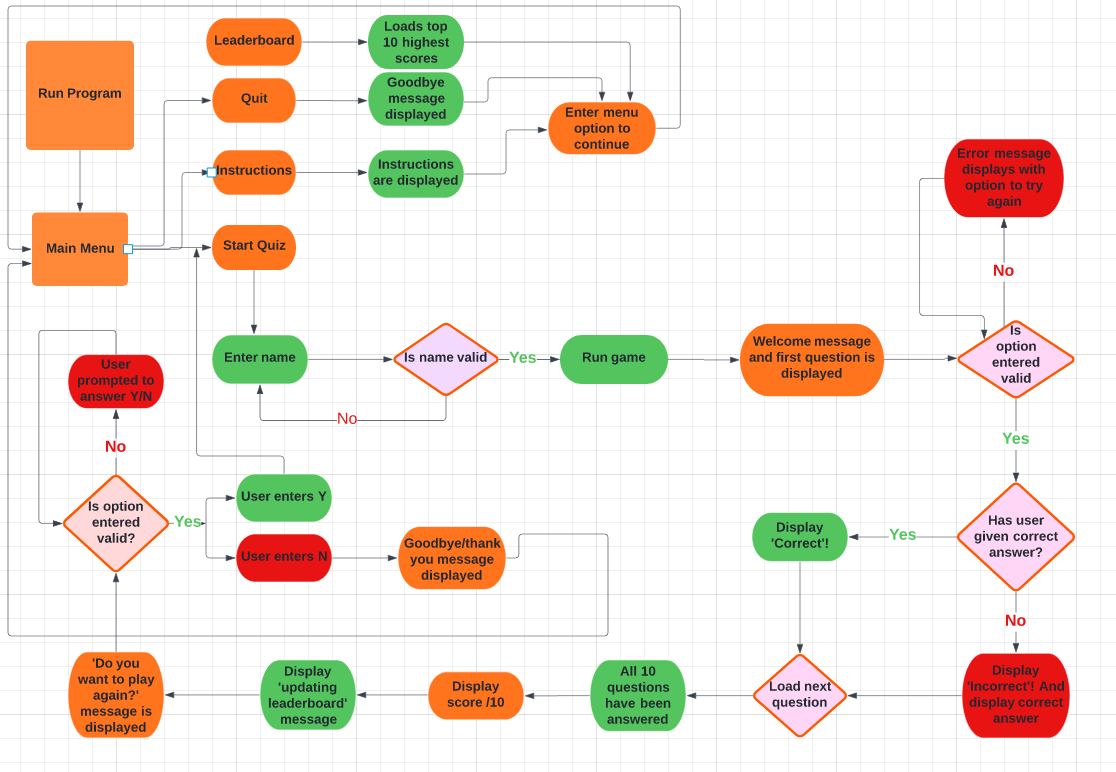 Leaderboard
Loads top
10 highest
scores
Run Program
Quit
Goodbye
message
displayed
Enter menu
option to
continue
Instructions
Instructions
are displayed
Error message
displays with
option to try
again
Main Menu
Start Quiz
No
Enter name
Is name valid
Yes
Run game
Welcome message
and first question is
displayed
Is
option
entered
valid
User
prompted to
answer Y/N
No
No
Yes
Is option
entered
valid?
Yes
User enters Y
User enters N
Goodbye/thank
you message
displayed
Display
'Correct'!
Yes
Has user
given correct
answer?
No
'Do you
want to play
again?'
message is
displayed
Display
'updating
leaderboard'
message
Display
score /10
All 10
questions
have been
answered
Load next
question
Display
'Incorrect'! And
display correct
answer